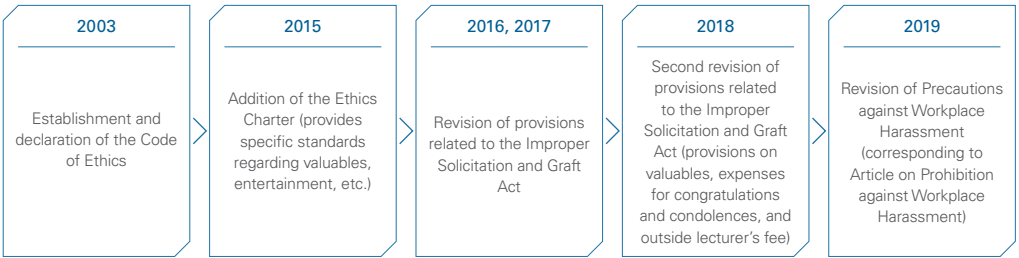 2003
Establishment and
declaration of the Code
of Ethics
2015
Addition of the Ethics
Charter (provides
specific standards
regarding valuables,
entertainment, etc.)
2016, 2017
Revision of provisions
related to the Improper
Solicitation and Graft
Act
2018
Second revision of
provisions related
to the Improper
Solicitation and Graft
Act (provisions on
valuables, expenses
for congratulations
and condolences, and
outside lecturer’s fee)
2019
Revision of Precautions
against Workplace
Harassment
(corresponding to
Article on Prohibition
against Workplace
Harassment)